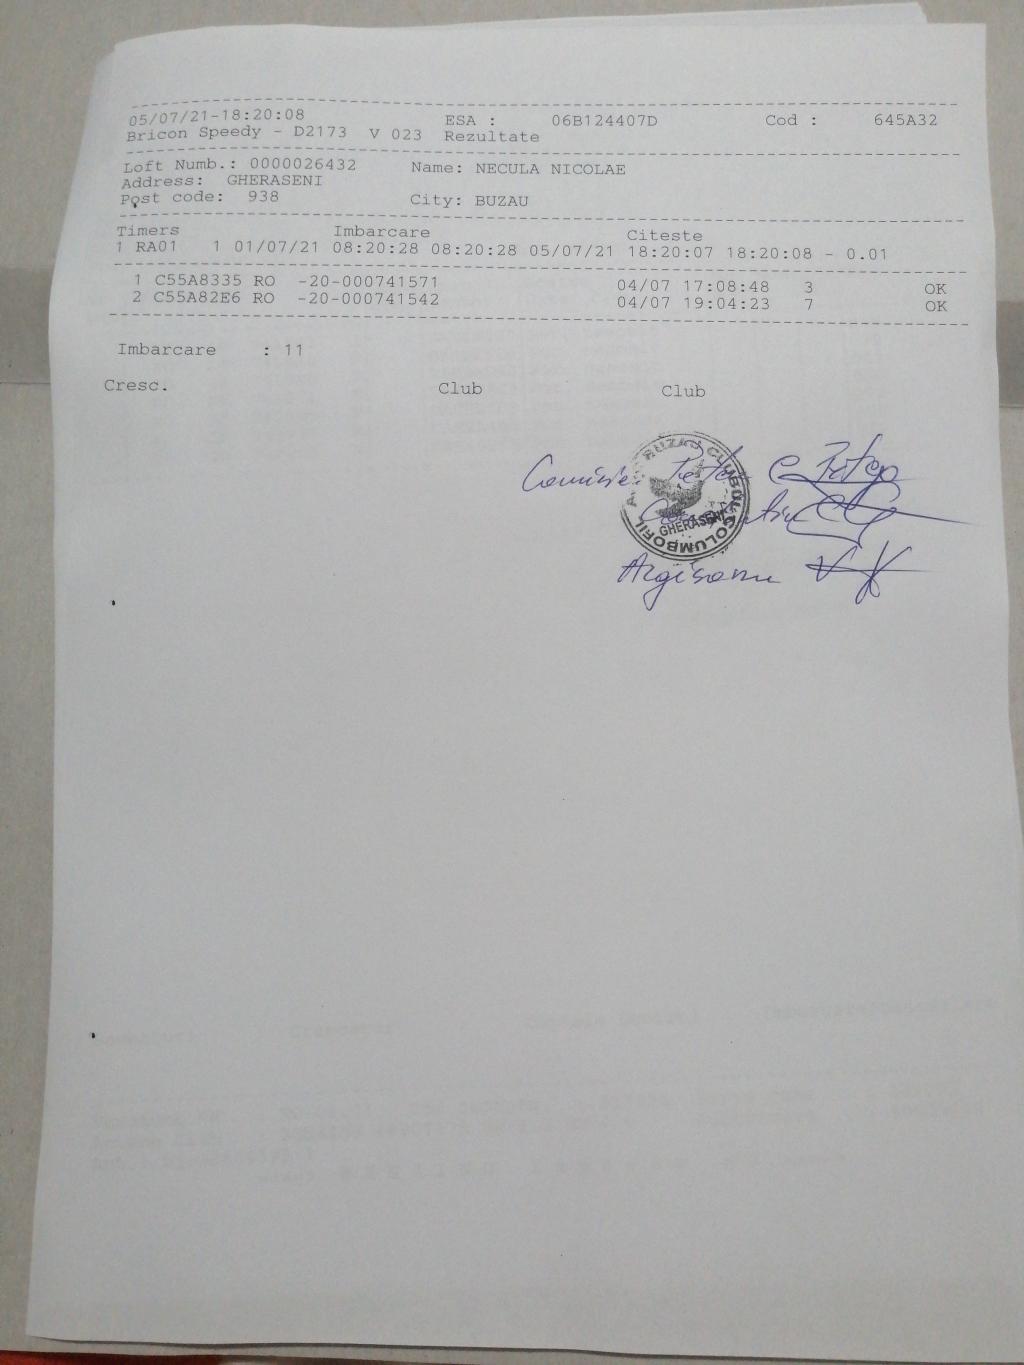 05/07/21-18:20:08 ESA : 06B124407D Cod : 645A32
Bricon Speedy - D2173 V 023 Rezultate
Loft Numb.: 0000026432 Name: NECULA NICOLAE
Address: GHERASENI
Post code: 938 City: BUZAU
Timers Imbarcare Citeste
1 RA01 1 01/07/21 08:20:28 08:20:28 05/07/21 18:20:07 18:20:08 - 0.01
1 C55A8335 RO -20-000741571 04/07 17:08:48 3 OK
2 C55A82E6 RO -20-000741542 04/07 19:04:23 7 OK
Imbarcare : 11
Cresc. Club Club
BUZAU CLUBUL COLUMBOFIL
GHERASENI